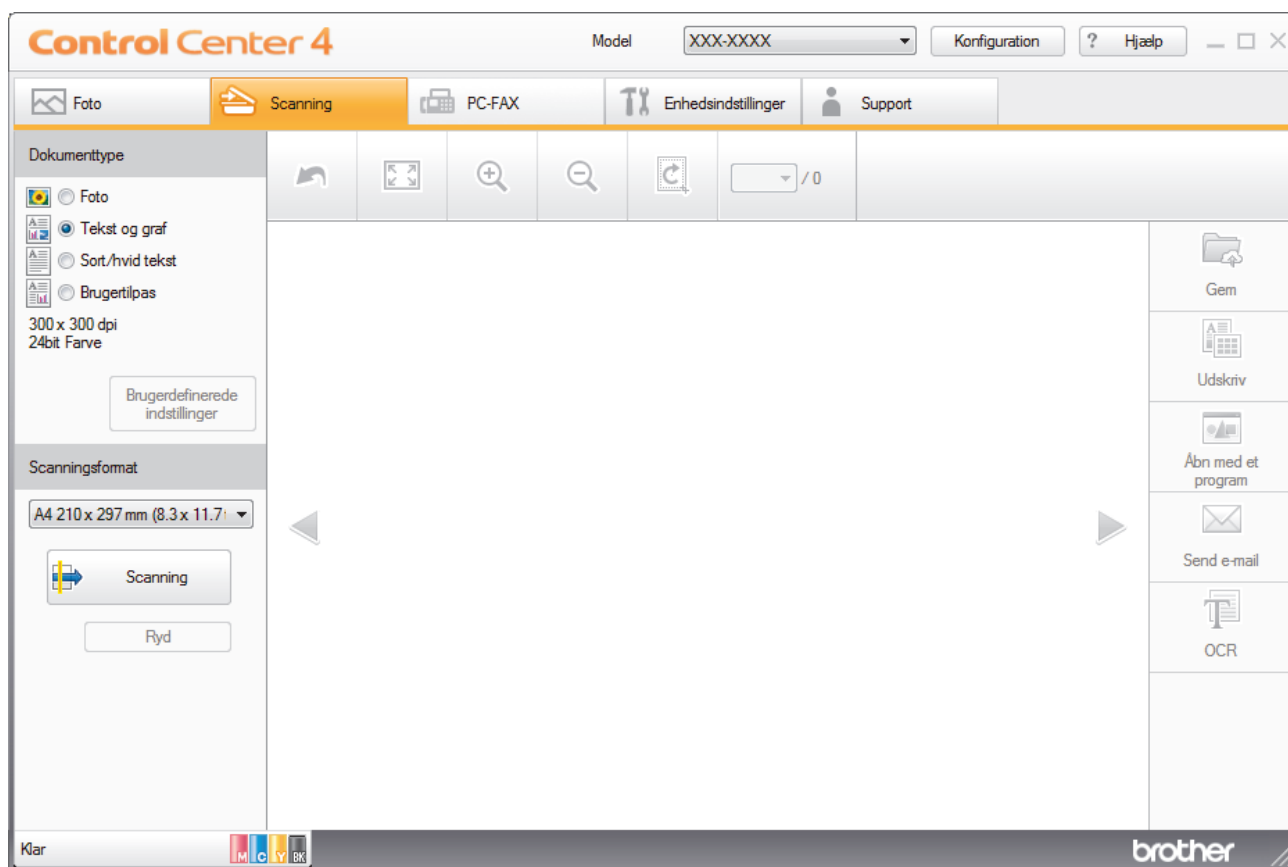 Control Center 4
Model
XXX-XXXX
Konfiguration
? Hjælp
Foto
Scanning
PC-FAX
Enhedsindstillinger
Support
Dokumenttype
Foto
Tekst og graf
Sort/hvid tekst
Brugertilpas
300 x 300 dpi
24bit Farve
Brugerdefinerede
indstillinger
Scanningsformat
A4 210 x 297 mm (8.3 x 11.7
Scanning
Ryd
/ 0
Gem
Udskriv
Åbn med et
program
Send e-mail
OCR
Klar
M C Y BK
brother